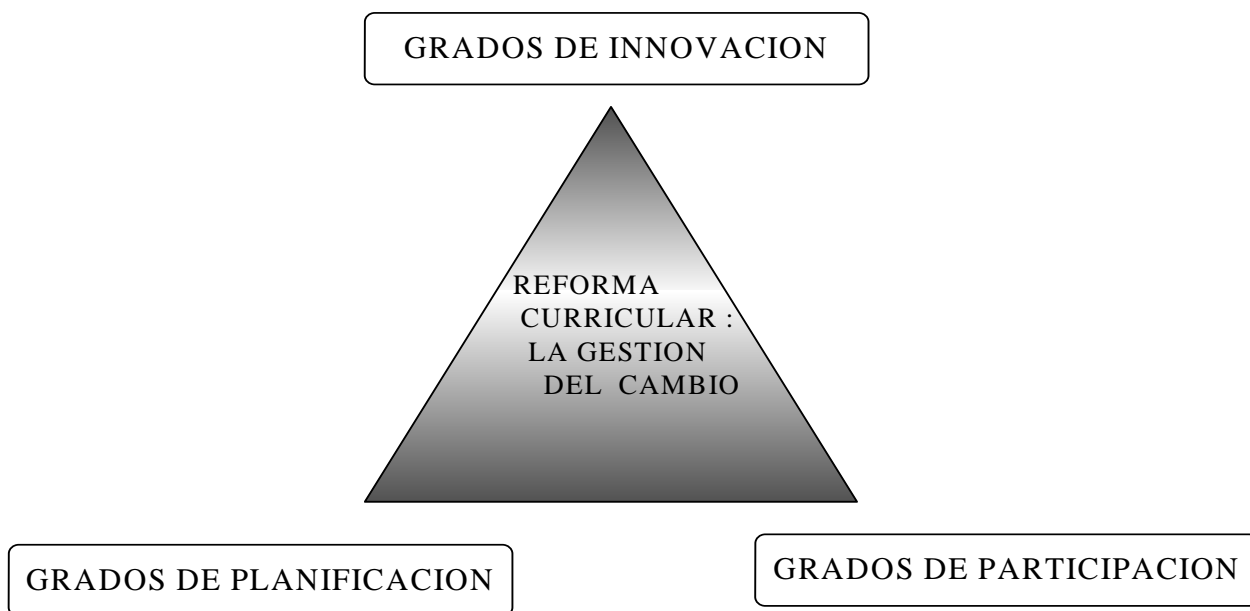 GRADOS DE INNOVACION
REFORMA
CURRICULAR :
LA GESTION
DEL CAMBIO
GRADOS DE PLANIFICACION
GRADOS DE PARTICIPACION